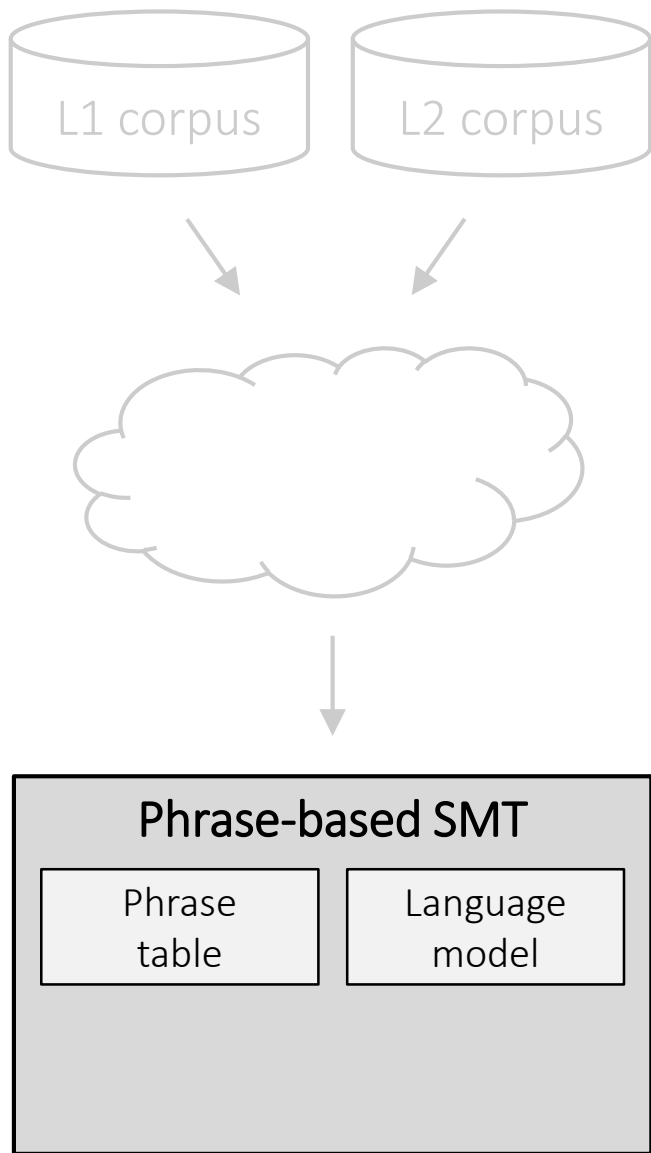 L1 corpus
L2 corpus
Phrase-based SMT
Phrase
table
Language
model